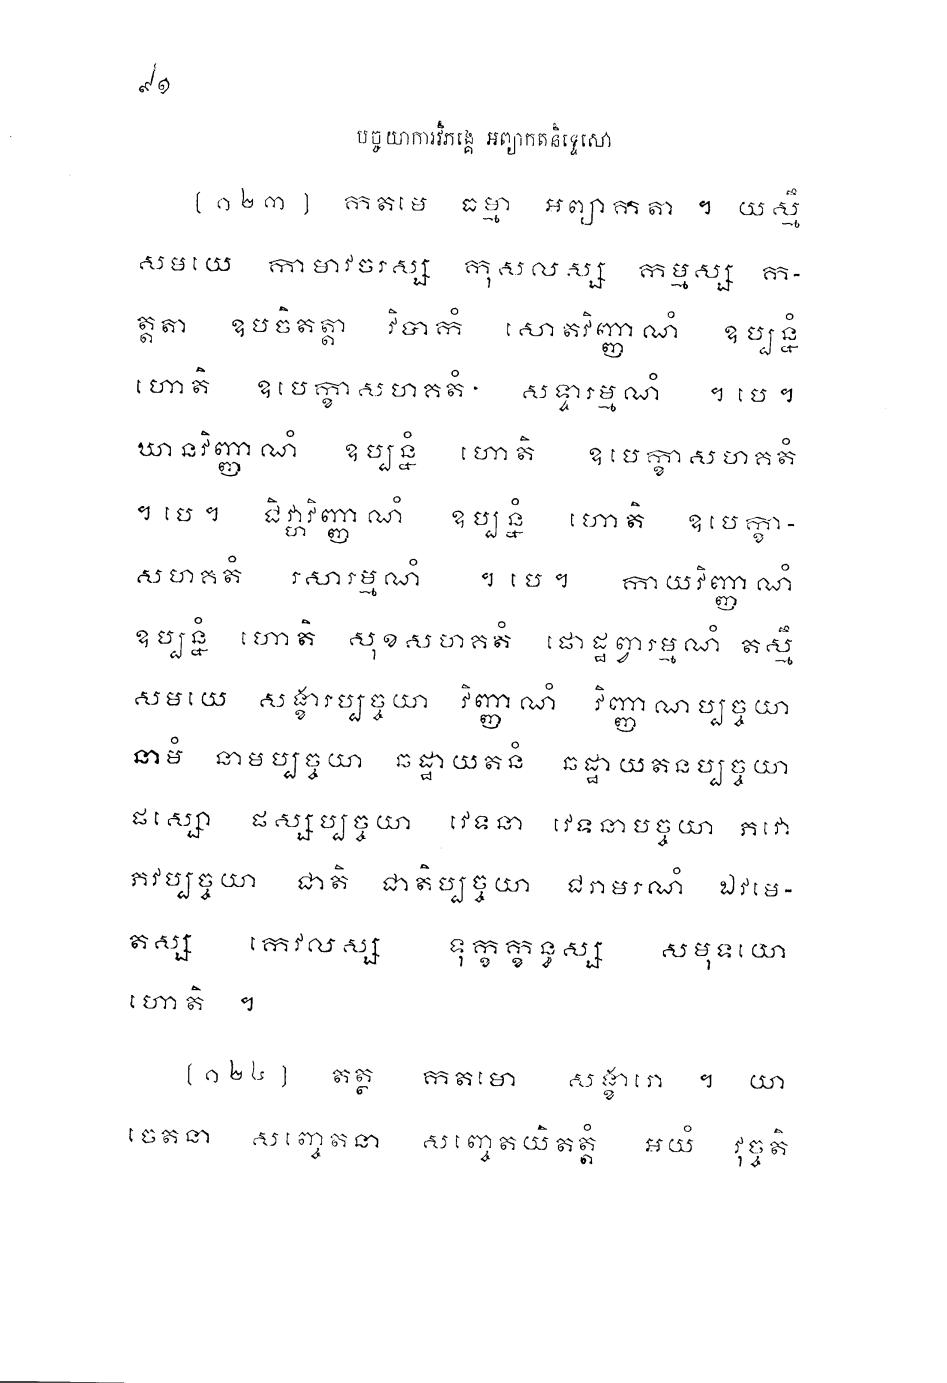 ៩១
បច្ចយាការវិភង្គេ អព្យាកតនិទ្ទេសោ
[១២៣] កតមេ ធម្មា អព្យាកតា ។ យស្មឹ
សមយេ កាមាវចរស្ស កុសលស្ស កម្មស្ស ក-
ត្តតា ឧបចិតត្តា វិបាកំ សោតវិញ្ញាណំ ឧប្បន្នំ
ហោតិ ឧបេក្ខាសហគតំ សទ្ទារម្មណំ ។ បេ ។
ឃានវិញ្ញាណំ ឧប្បន្នំ ហោតិ ឧបេក្ខាសហគតំ
។ បេ ។ ជិវ្ហាវិញ្ញាណំ ឧប្បន្នំ ហោតិ ឧបេក្ខា-
សហគតំ រសារម្មណំ ។ បេ ។ កាយវិញ្ញាណំ
ឧប្បន្នំ ហោតិ សុខសហគតំ ផោដ្ឋព្វារម្មណំ តស្មឹ
សមយេ សង្ខារប្បច្ចយា វិញ្ញាណំ វិញ្ញាណប្បច្ចយា
នាមំ នាមប្បច្ចយា ឆដ្ឋាយតនំ ឆដ្ឋាយតនប្បច្ចយា
ផស្សោ ផស្សប្បច្ចយា វេទនា វេទនាបច្ចយា ភវោ
ភវប្បច្ចយា ជាតិ ជាតិប្បច្ចយា ជរាមរណំ ឯវមេ-
តស្ស កេវលស្ស ទុក្ខក្ខន្ធស្ស សមុទយោ
ហោតិ ។
[១២៤] តត្ថ កតមោ សង្ខារោ ។ យា
ចេតនា សញ្ចេតនា សញ្ចេតយិតត្តំ អយំ វុច្ចតិ